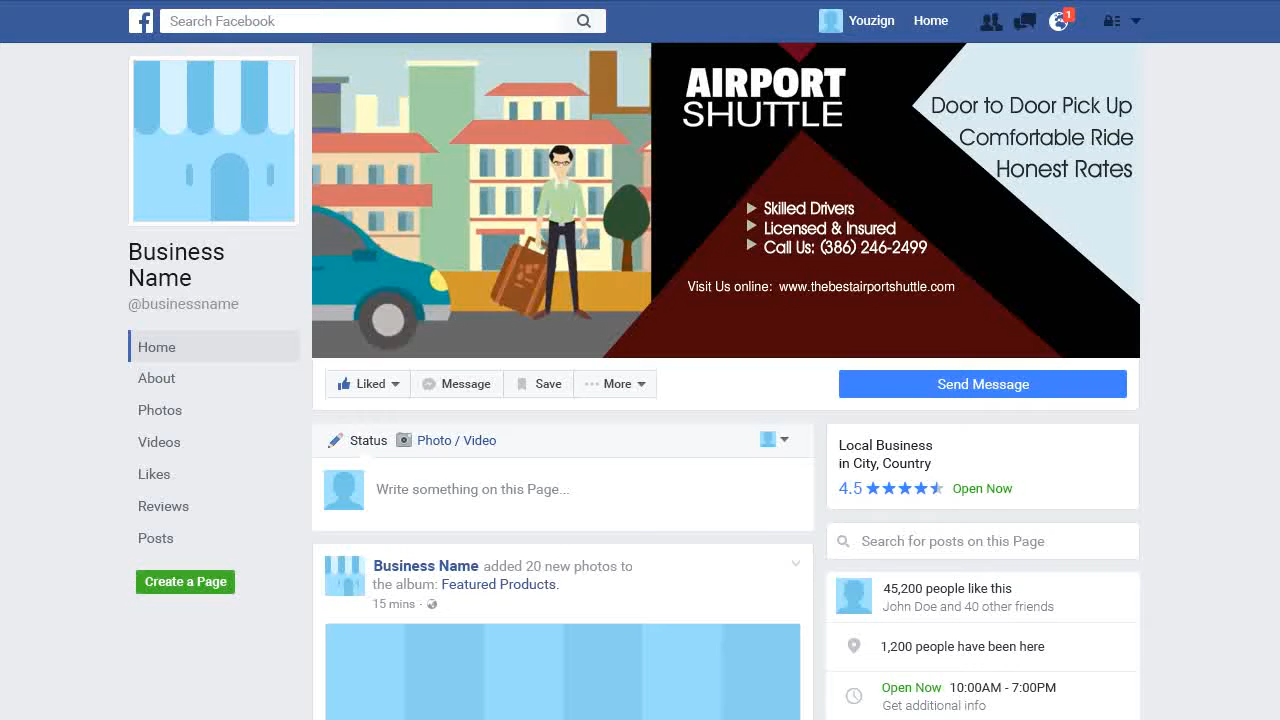 Search Facebook
Youzign
Home
1
Business
Name
@businessname
Home
About
Photos
Videos
Likes
Reviews
Posts
Create a Page
AIRPORT
SHUTTLE
Door to Door Pick Up
Comfortable Ride
Honest Rates
Skilled Drivers
Licensed & Insured
Call Us: (386) 246-2499
Visit Us online: www.thebestairportshuttle.com
Liked
Message
Save
More
Send Message
Status
Photo / Video
Write something on this Page...
Business Name added 20 new photos to
the album: Featured Products.
15 mins ·
Local Business
in City, Country
4.5
Open Now
Search for posts on this Page
45,200 people like this
John Doe and 40 other friends
1,200 people have been here
Open Now 10:00AM - 7:00PM
Get additional info